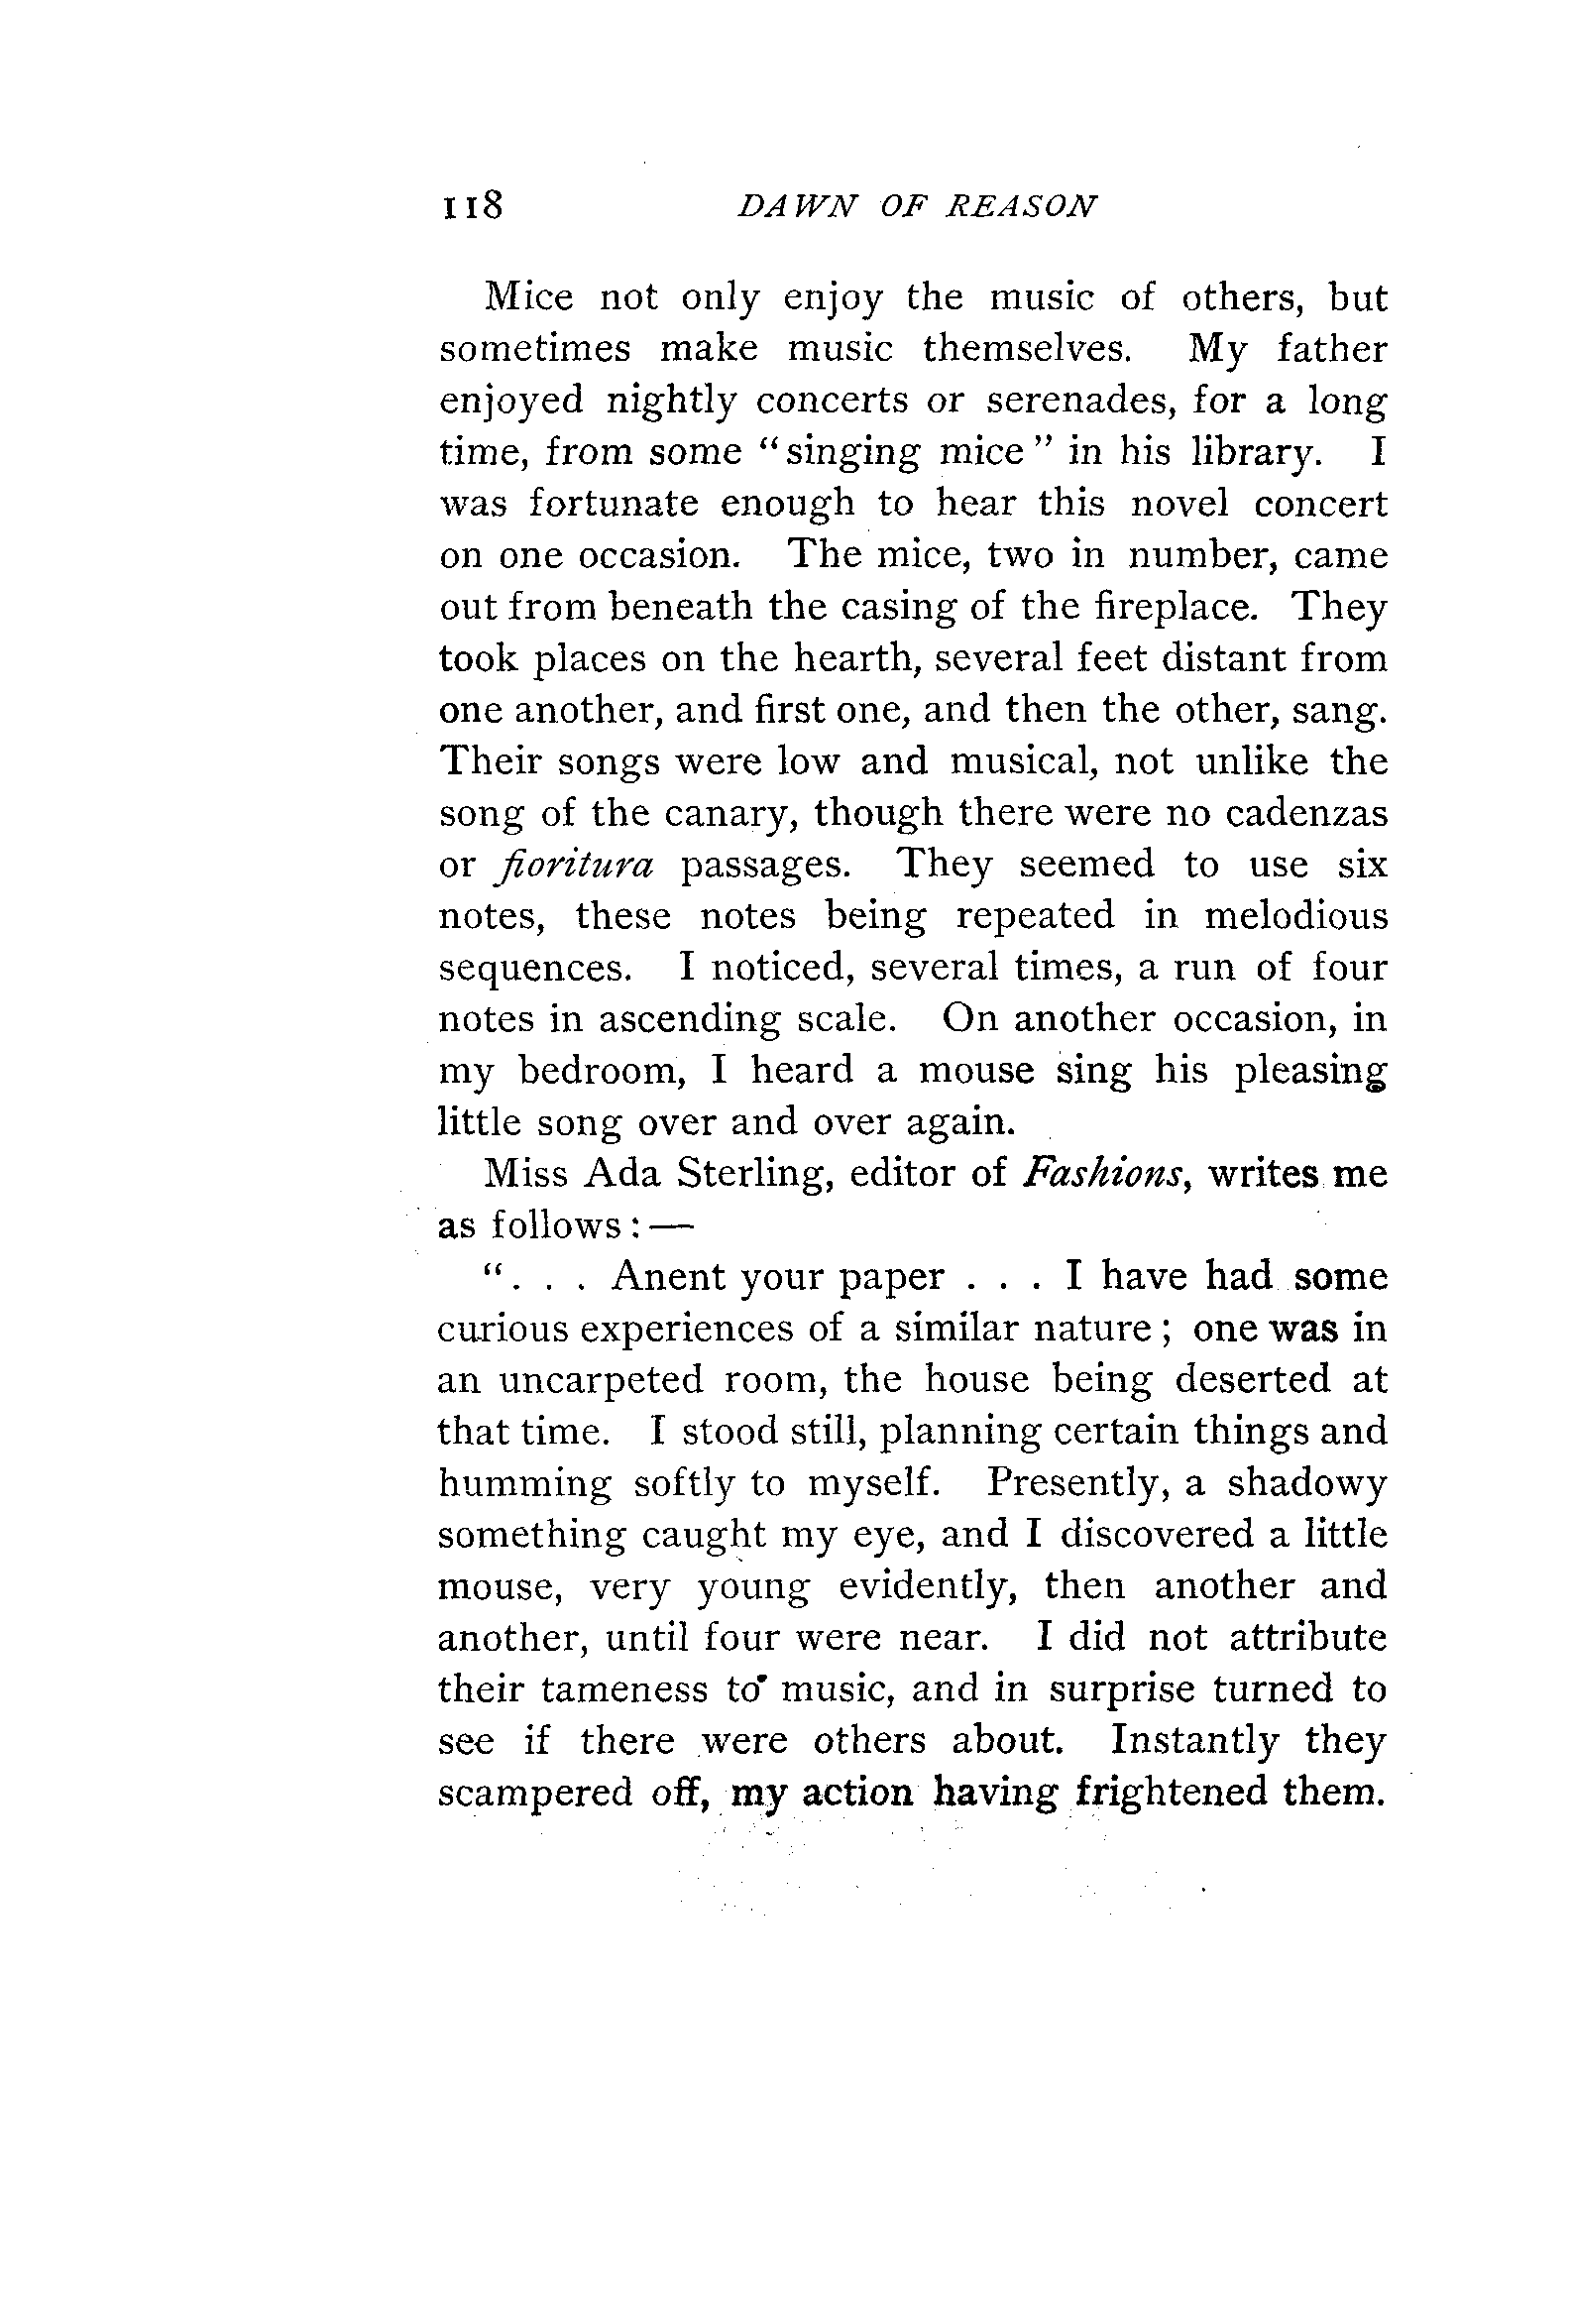 118 DAWN OF REASON
Mice not only enjoy the music of others, but
sometimes make music themselves. My father
enjoyed nightly concerts or serenades, for a long
time, from some “singing mice” in his library. I
was fortunate enough to hear this novel concert
on one occasion. The mice, two in number, came
out from beneath the casing of the fireplace. They
took places on the hearth, several feet distant from
one another, and first one, and then the other, sang.
Their songs were low and musical, not unlike the
song of the canary, though there were no cadenzas
or fioritura passages. They seemed to use six
notes, these notes being repeated in melodious
sequences. I noticed, several times, a run of four
notes in ascending scale. On another occasion, in
my bedroom, I heard a mouse sing his pleasing
little song over and over again.
Miss Ada Sterling, editor of Fashions, writes me
as follows: —
“. . . Anent your paper . . . I have had some
curious experiences of a similar nature; one was in
an uncarpeted room, the house being deserted at
that time. I stood still, planning certain things and
humming softly to myself. Presently, a shadowy
something caught my eye, and I discovered a little
mouse, very young evidently, then another and
another, until four were near. I did not attribute
their tameness to music, and in surprise turned to
see if there were others about. Instantly they
scampered off, my action having frightened them.